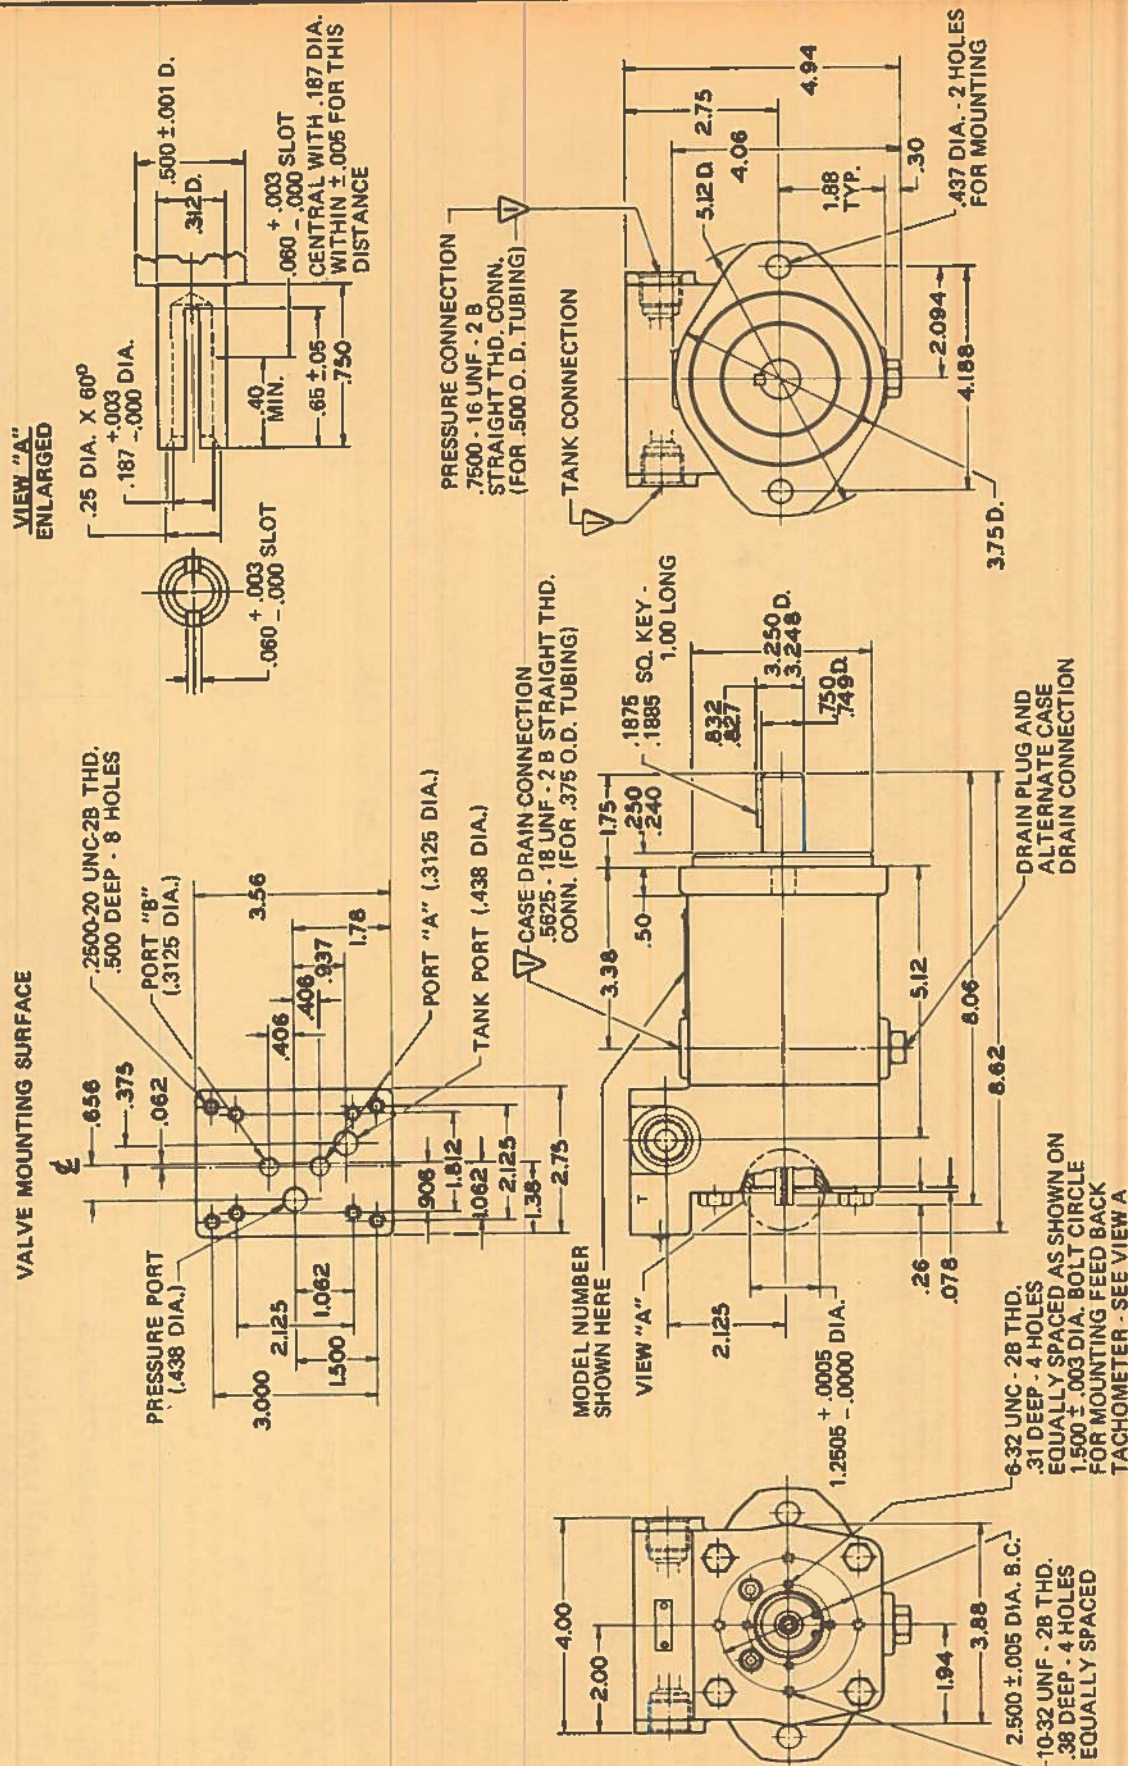 VALVE MOUNTING SURFACE
.656
.375
.062
.2500-20 UNC-2B THD.
.500 DEEP - 8 HOLES
PORT "B"
(.3125 DIA.)
3.56
.406
.406
.937
1.78
PORT "A" (.3125 DIA.)
TANK PORT (.438 DIA.)
PRESSURE PORT
(.438 DIA.)
3.000
2.125
1.500
1.062
.906
1.812
1.062
2.125
1.38
2.75
VIEW "A"
ENLARGED
.25 DIA. X 60°
.187 +.003 -.000 DIA.
.060 +.003 -.000 SLOT
.500 ±.001 D.
.312 D.
.40
MIN.
.65 ±.05
.750
.060 +.003 -.000 SLOT
CENTRAL WITH .187 DIA.
WITHIN ±.005 FOR THIS
DISTANCE
4.00
2.00
1.94
3.88
2.500 ±.005 DIA. B.C.
10-32 UNF - 2B THD.
.38 DEEP - 4 HOLES
EQUALLY SPACED
6-32 UNC - 2B THD.
.31 DEEP - 4 HOLES
EQUALLY SPACED AS SHOWN ON
1.500 ± .003 DIA. BOLT CIRCLE
FOR MOUNTING FEED BACK
TACHOMETER - SEE VIEW A
MODEL NUMBER
SHOWN HERE
VIEW "A"
T
2.125
1.2505 +.0005 -.0000 DIA.
.26
.078
CASE DRAIN CONNECTION
.5625 - 18 UNF - 2 B STRAIGHT THD.
CONN. (FOR .375 O.D. TUBING)
3.38
1.75
.50
.250
.240
.1875
.1885 SQ. KEY -
1.00 LONG
.832
.827
3.250
3.248 D.
.750
.749 D.
5.12
8.06
8.62
DRAIN PLUG AND
ALTERNATE CASE
DRAIN CONNECTION
PRESSURE CONNECTION
.7500 - 16 UNF - 2 B
STRAIGHT THD. CONN.
(FOR .500 O. D. TUBING)
TANK CONNECTION
5.12 D.
2.75
4.06
4.94
1.88
TYP.
.30
2.094
4.188
3.75 D.
.437 DIA. - 2 HOLES
FOR MOUNTING